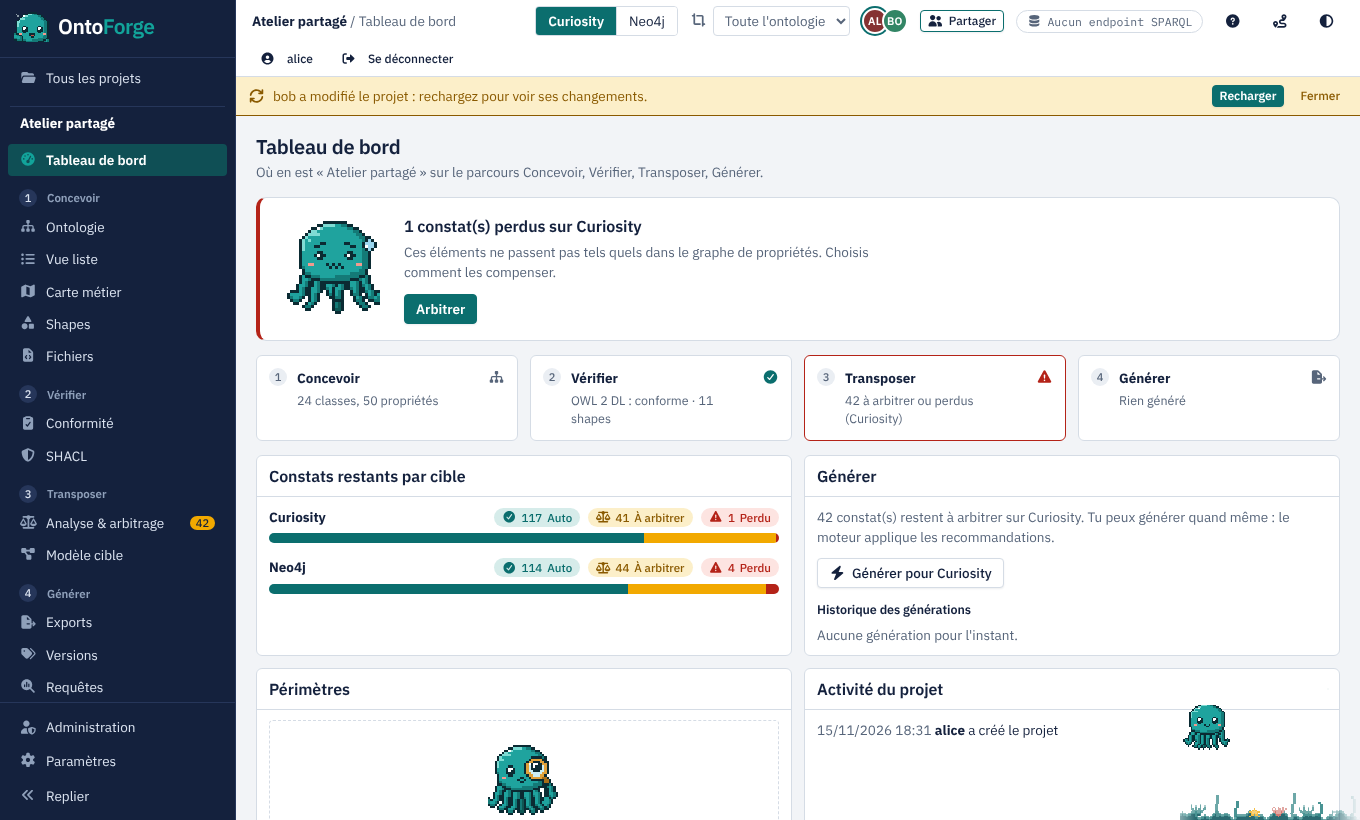 OntoForge
Tous les projets
Atelier partagé
Tableau de bord
1 Concevoir
Ontologie
Vue liste
Carte métier
Shapes
Fichiers
2 Vérifier
Conformité
SHACL
3 Transposer
Analyse & arbitrage 42
Modèle cible
4 Générer
Exports
Versions
Requêtes
Administration
Paramètres
Replier
Atelier partagé / Tableau de bord
Curiosity Neo4j
Toute l'ontologie
AL BO
Partager
Aucun endpoint SPARQL
alice
Se déconnecter
bob a modifié le projet : rechargez pour voir ses changements.
Recharger
Fermer
Tableau de bord
Où en est « Atelier partagé » sur le parcours Concevoir, Vérifier, Transposer, Générer.
1 constat(s) perdus sur Curiosity
Ces éléments ne passent pas tels quels dans le graphe de propriétés. Choisis
comment les compenser.
Arbitrer
1 Concevoir
24 classes, 50 propriétés
2 Vérifier
OWL 2 DL : conforme · 11
shapes
3 Transposer
42 à arbitrer ou perdus
(Curiosity)
4 Générer
Rien généré
Constats restants par cible
Curiosity 117 Auto 41 À arbitrer 1 Perdu
Neo4j 114 Auto 44 À arbitrer 4 Perdu
Générer
42 constat(s) restent à arbitrer sur Curiosity. Tu peux générer quand même : le
moteur applique les recommandations.
Générer pour Curiosity
Historique des générations
Aucune génération pour l'instant.
Périmètres
Activité du projet
15/11/2026 18:31 alice a créé le projet